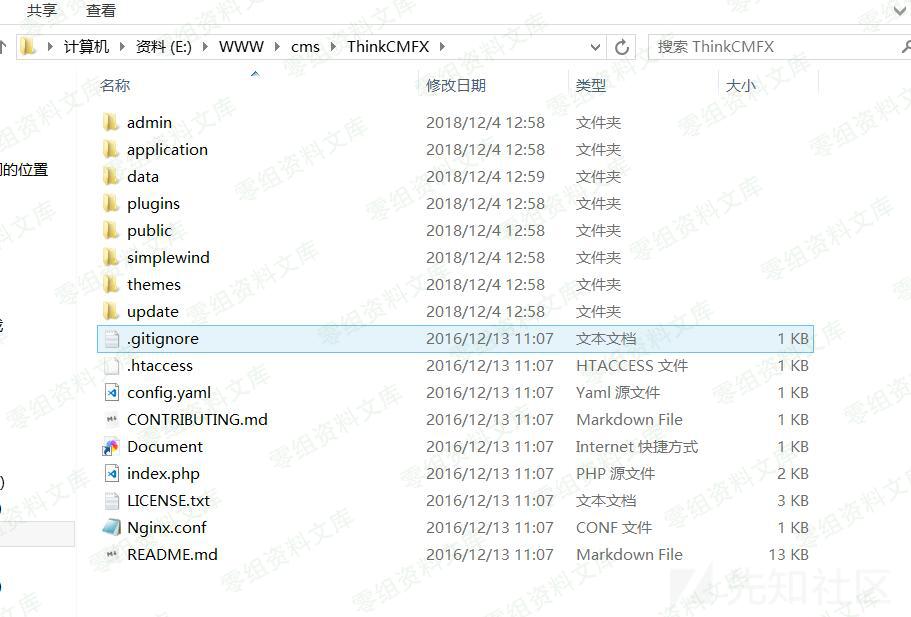 共享 查看
计算机 资料 (E:) WWW cms ThinkCMFX 搜索 ThinkCMFX
名称 修改日期 类型 大小
admin 2018/12/4 12:58 文件夹
application 2018/12/4 12:58 文件夹
的位置
data 2018/12/4 12:59 文件夹
plugins 2018/12/4 12:58 文件夹
public 2018/12/4 12:58 文件夹
simplewind 2018/12/4 12:58 文件夹
themes 2018/12/4 12:58 文件夹
update 2018/12/4 12:58 文件夹
.gitignore 2016/12/13 11:07 文本文档 1 KB
.htaccess 2016/12/13 11:07 HTACCESS 文件 1 KB
config.yaml 2016/12/13 11:07 Yaml 源文件 1 KB
CONTRIBUTING.md 2016/12/13 11:07 Markdown File 1 KB
Document 2016/12/13 11:07 Internet 快捷方式 1 KB
index.php 2016/12/13 11:07 PHP 源文件 2 KB
LICENSE.txt 2016/12/13 11:07 文本文档 3 KB
Nginx.conf 2016/12/13 11:07 CONF 文件 1 KB
README.md 2016/12/13 11:07 Markdown File 13 KB
先知社区
零组资料文库